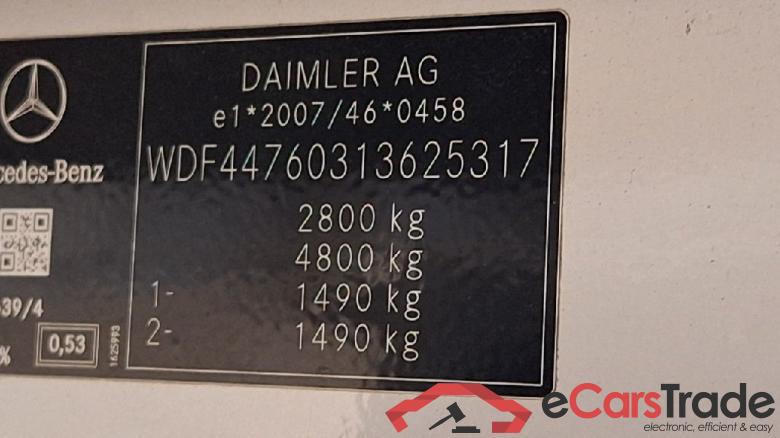 DAIMLER AG
e1*2007/46*0458
WDF44760313625317
2800 kg
4800 kg
1- 1490 kg
2- 1490 kg
cedes-Benz
39/4
%
0,53
1625993
eCarsTrade
electronic, efficient & easy